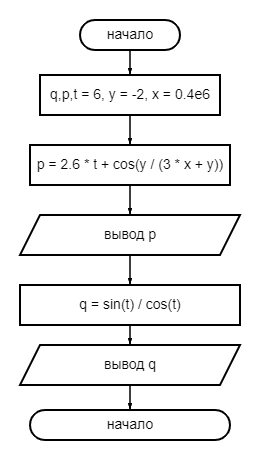 начало
q,p,t = 6, y = -2, x = 0.4e6
p = 2.6 * t + cos(y / (3 * x + y))
вывод p
q = sin(t) / cos(t)
вывод q
начало